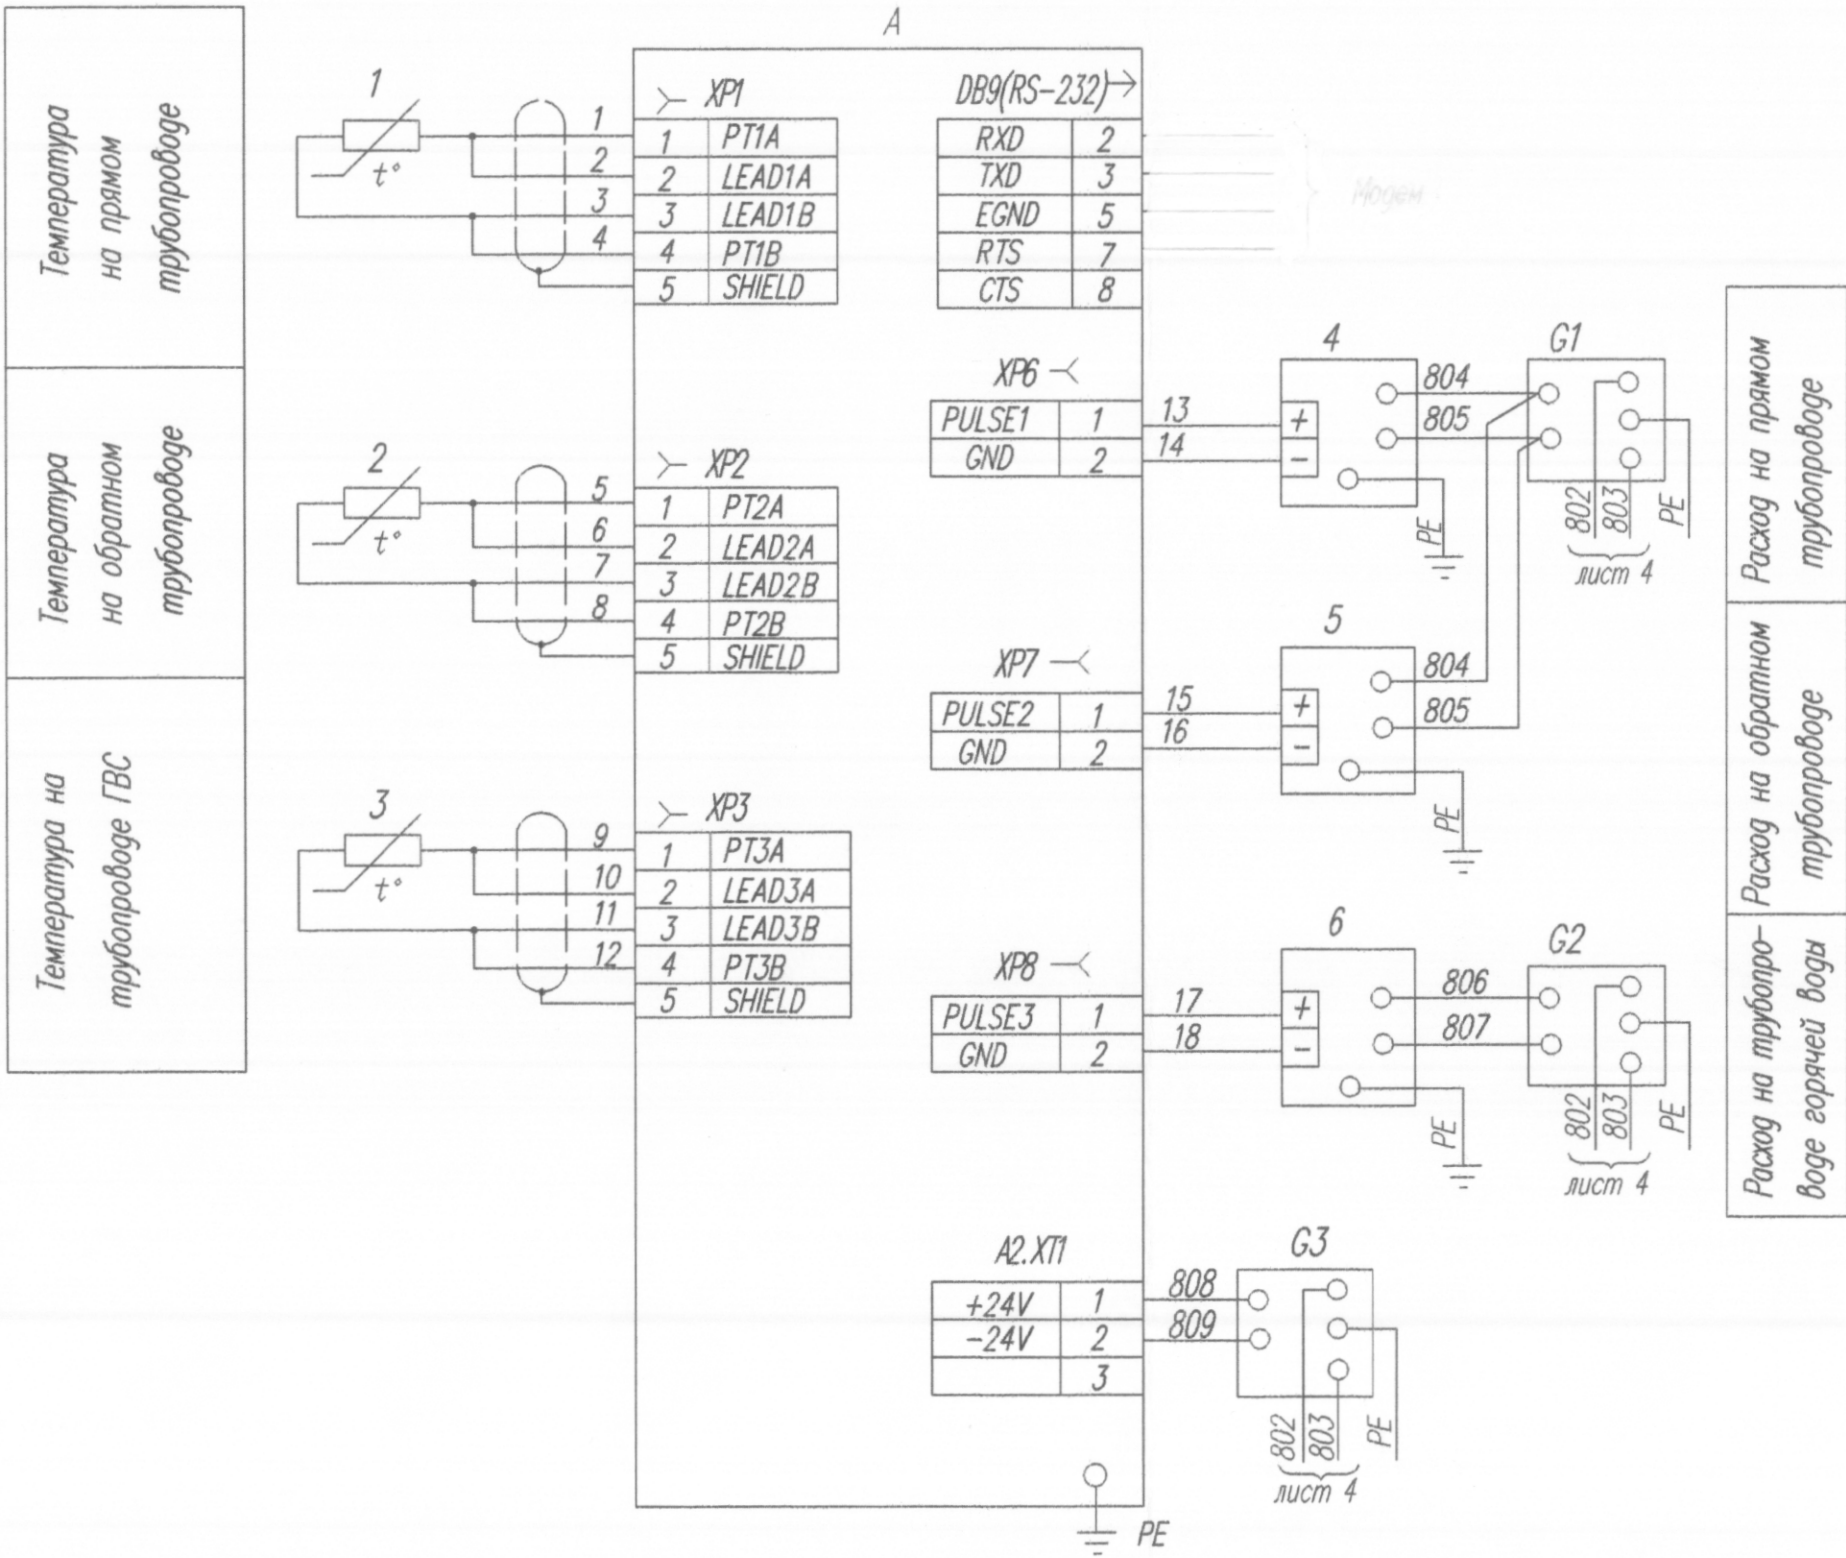 A
Температура
на прямом
трубопроводе
Температура
на обратном
трубопроводе
Температура на
трубопроводе ГВС
1
t°
1
2
3
4
XP1
1 PT1A
2 LEAD1A
3 LEAD1B
4 PT1B
5 SHIELD
2
t°
5
6
7
8
XP2
1 PT2A
2 LEAD2A
3 LEAD2B
4 PT2B
5 SHIELD
3
t°
9
10
11
12
XP3
1 PT3A
2 LEAD3A
3 LEAD3B
4 PT3B
5 SHIELD
DB9(RS-232)
RXD 2
TXD 3
EGND 5
RTS 7
CTS 8
Модем
XP6
PULSE1 1
GND 2
13
14
4
+
-
804
805
PE
G1
802
803
PE
лист 4
XP7
PULSE2 1
GND 2
15
16
5
+
-
804
805
PE
XP8
PULSE3 1
GND 2
17
18
6
+
-
806
807
PE
G2
802
803
PE
лист 4
A2.XT1
+24V 1
-24V 2
3
808
809
G3
802
803
PE
лист 4
PE
Расход на прямом
трубопроводе
Расход на обратном
трубопроводе
Расход на трубопро-
воде горячей воды